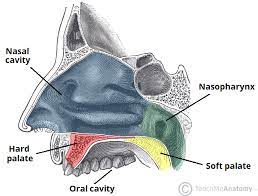 Nasal
cavity
Nasopharynx
Hard
palate
Soft palate
Oral cavity
TeachMeAnatomy